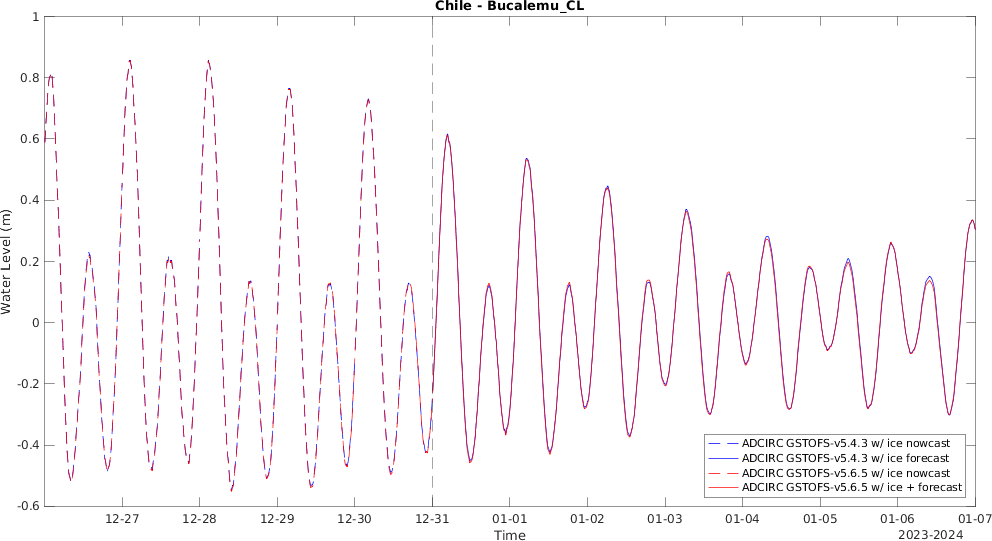 Chile - Bucalemu_CL
Water Level (m)
1
0.8
0.6
0.4
0.2
0
-0.2
-0.4
-0.6
ADCIRC GSTOFS-v5.4.3 w/ ice nowcast
ADCIRC GSTOFS-v5.4.3 w/ ice forecast
ADCIRC GSTOFS-v5.6.5 w/ ice nowcast
ADCIRC GSTOFS-v5.6.5 w/ ice + forecast
12-27 12-28 12-29 12-30 12-31 01-01 01-02 01-03 01-04 01-05 01-06 01-07
Time
2023-2024